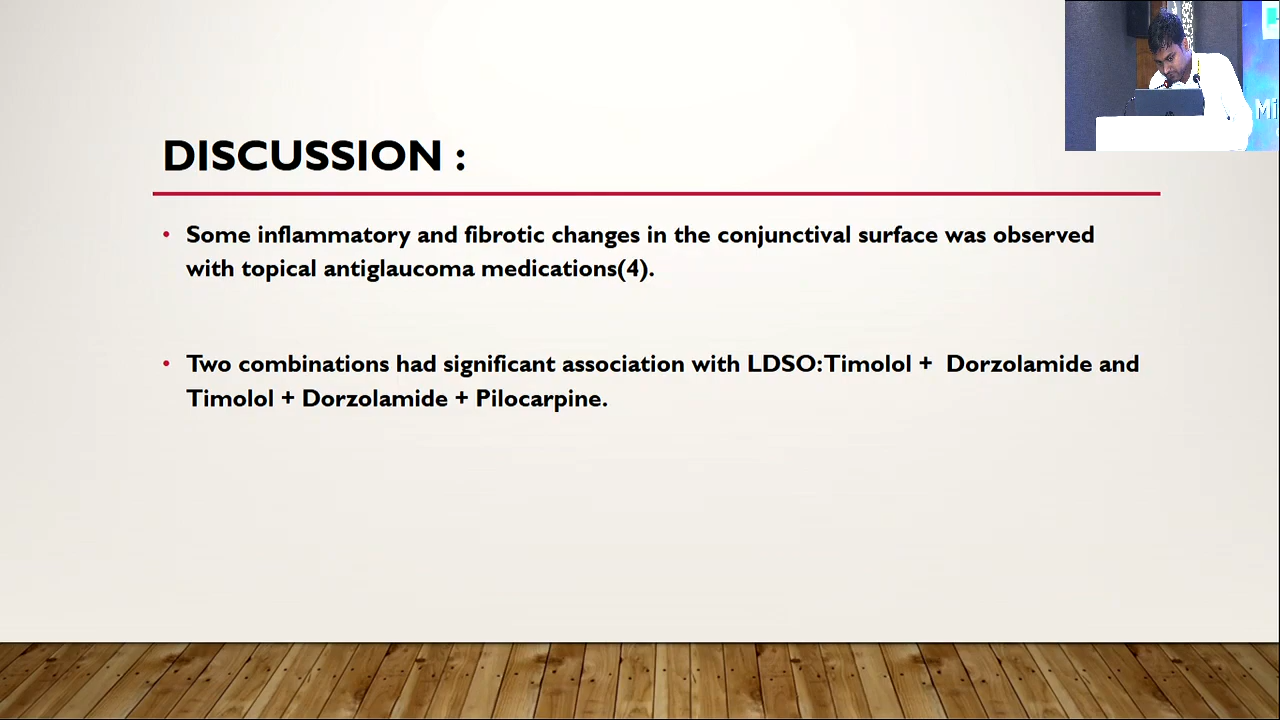 DISCUSSION :
• Some inflammatory and fibrotic changes in the conjunctival surface was observed
with topical antiglaucoma medications(4).
• Two combinations had significant association with LDSO:Timolol + Dorzolamide and
Timolol + Dorzolamide + Pilocarpine.
Mi